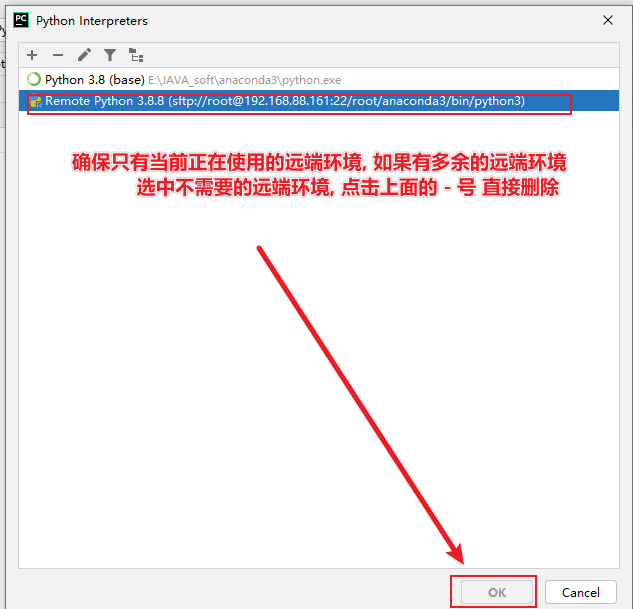 PC Python Interpreters
Python 3.8 (base) E:\JAVA_soft\anaconda3\python.exe
Remote Python 3.8.8 (sftp://root@192.168.88.161:22/root/anaconda3/bin/python3)
确保只有当前正在使用的远端环境, 如果有多余的远端环境
选中不需要的远端环境, 点击上面的 - 号 直接删除
OK Cancel